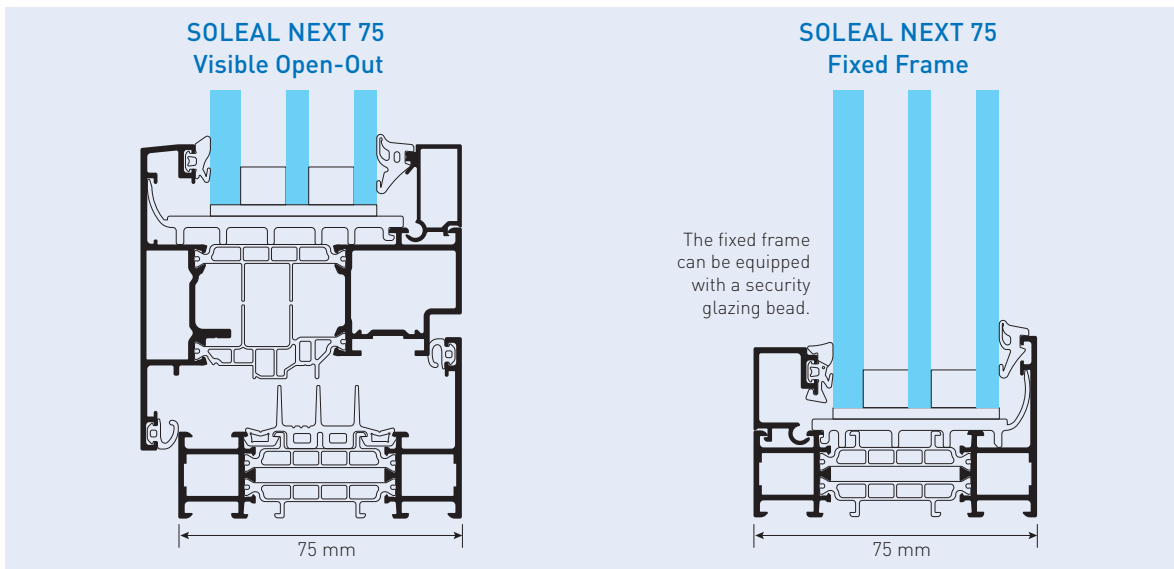 SOLEAL NEXT 75
Visible Open-Out
75 mm
SOLEAL NEXT 75
Fixed Frame
The fixed frame
can be equipped
with a security
glazing bead.
75 mm